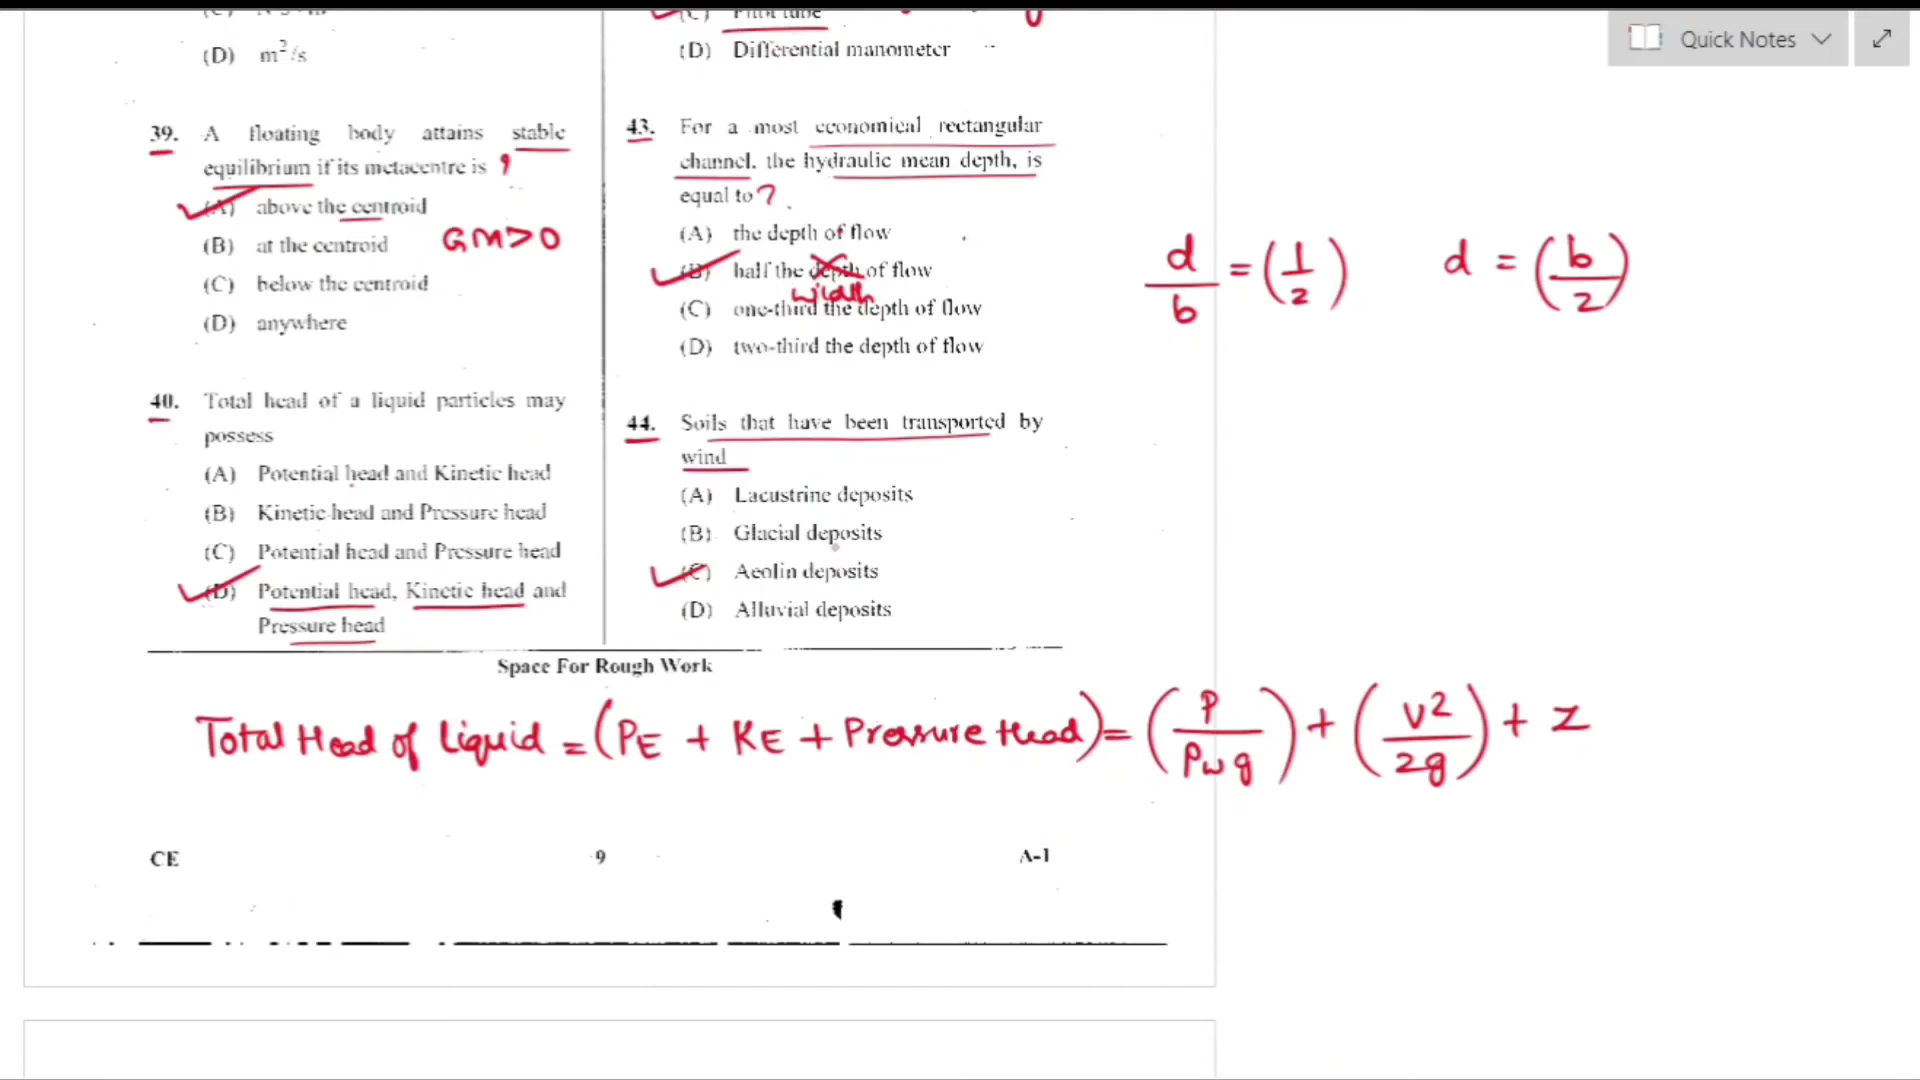 (D) m²/s
39. A floating body attains stable
equilibrium if its metacentre is ?
(A) above the centroid
(B) at the centroid
GM>0
(C) below the centroid
(D) anywhere
40. Total head of a liquid particles may
possess
(A) Potential head and Kinetic head
(B) Kinetic head and Pressure head
(C) Potential head and Pressure head
(D) Potential head, Kinetic head and
Pressure head
(C) Pitot tube
(D) Differential manometer
43. For a most economical rectangular
channel, the hydraulic mean depth, is
equal to ?
(A) the depth of flow
(B) half the depth of flow
width
(C) one-third the depth of flow
(D) two-third the depth of flow
44. Soils that have been transported by
wind
(A) Lacustrine deposits
(B) Glacial deposits
(C) Aeolin deposits
(D) Alluvial deposits
d/b = (1/2) d = (b/2)
Space For Rough Work
Total Head of Liquid = (PE + KE + Pressure Head) = (P/ρwg) + (V2/2g) + Z
CE 9 A-1
Quick Notes